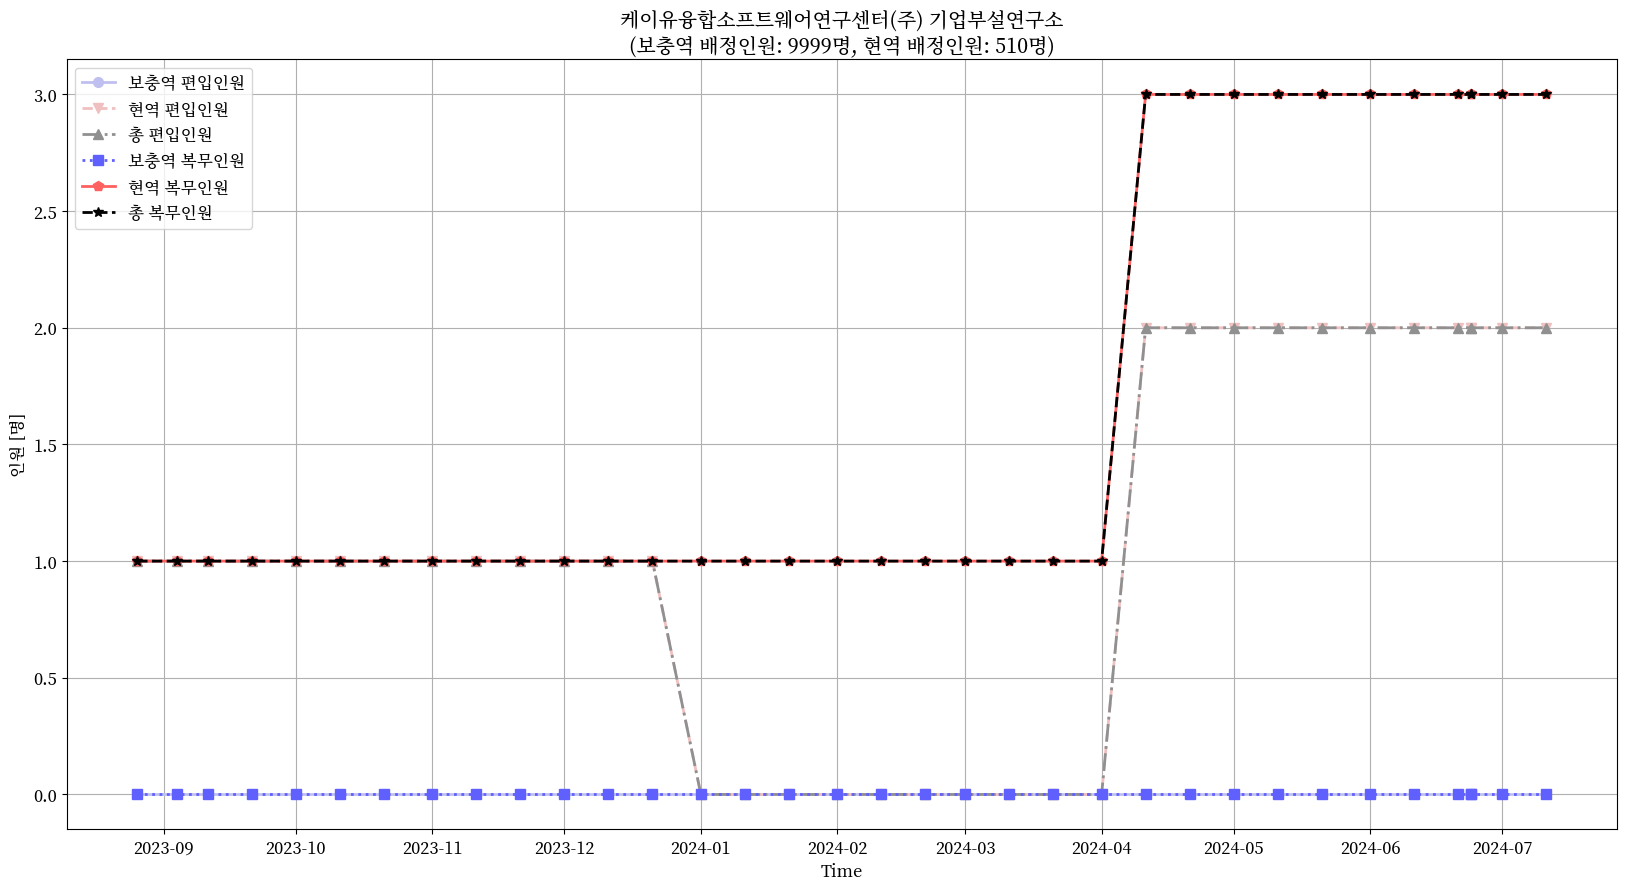 케이유융합소프트웨어연구센터(주) 기업부설연구소
(보충역 배정인원: 9999명, 현역 배정인원: 510명)
보충역 편입인원
현역 편입인원
총 편입인원
보충역 복무인원
현역 복무인원
총 복무인원
3.0
2.5
2.0
1.5
1.0
0.5
0.0
인원 [명]
2023-09
2023-10
2023-11
2023-12
2024-01
2024-02
2024-03
2024-04
2024-05
2024-06
2024-07
Time